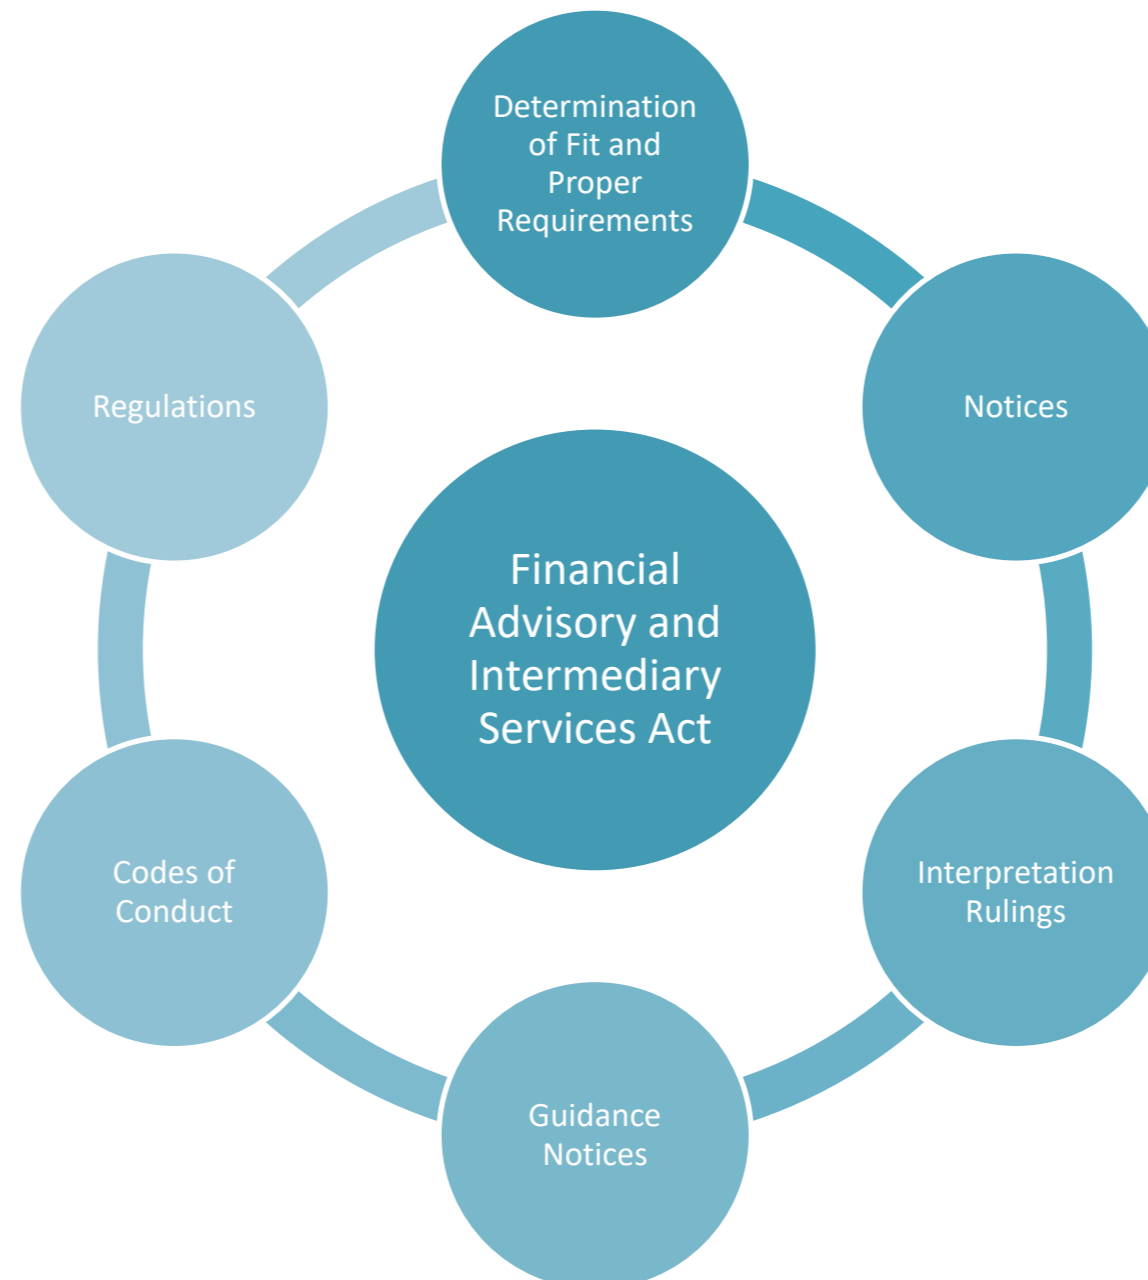 Determination
of Fit and
Proper
Requirements
Notices
Interpretation
Rulings
Guidance
Notices
Codes of
Conduct
Regulations
Financial
Advisory and
Intermediary
Services Act